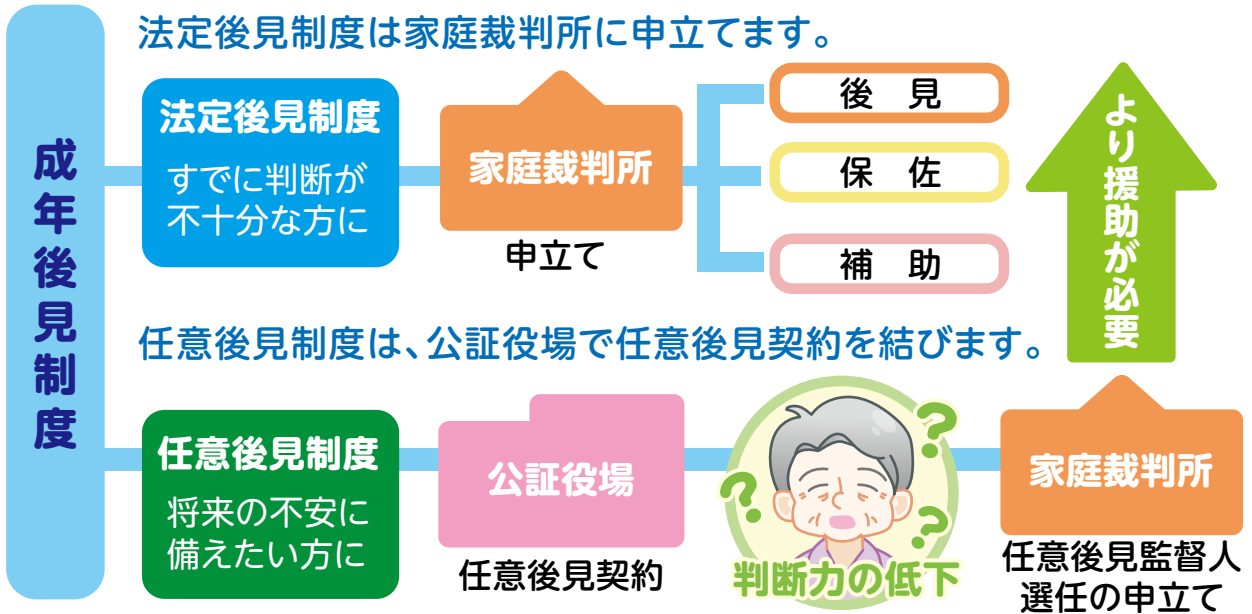 成年後見制度
法定後見制度は家庭裁判所に申立てます。
法定後見制度
すでに判断が
不十分な方に
家庭裁判所
申立て
後 見
保 佐
補 助
より援助が必要
任意後見制度は、公証役場で任意後見契約を結びます。
任意後見制度
将来の不安に
備えたい方に
公証役場
任意後見契約
?
?
?
判断力の低下
家庭裁判所
任意後見監督人
選任の申立て